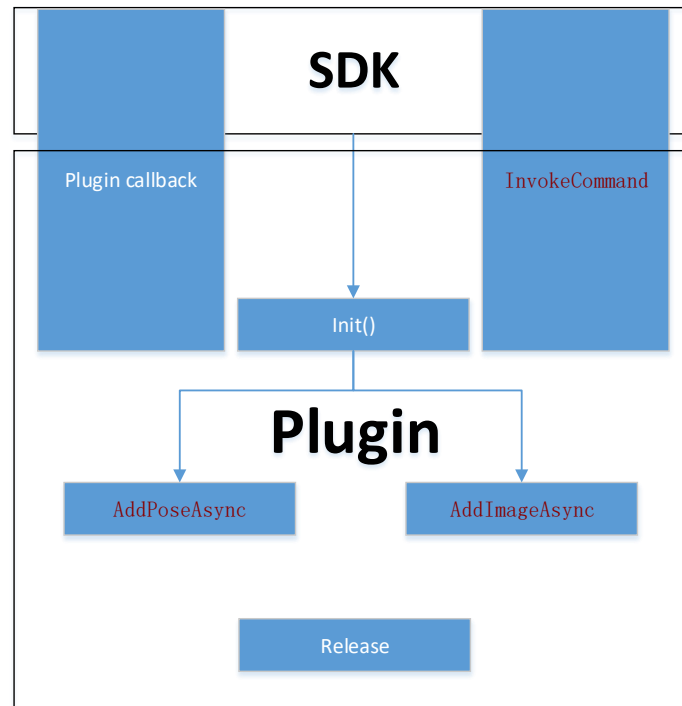 SDK
Plugin callback
InvokeCommand
Init()
Plugin
AddPoseAsync
AddImageAsync
Release